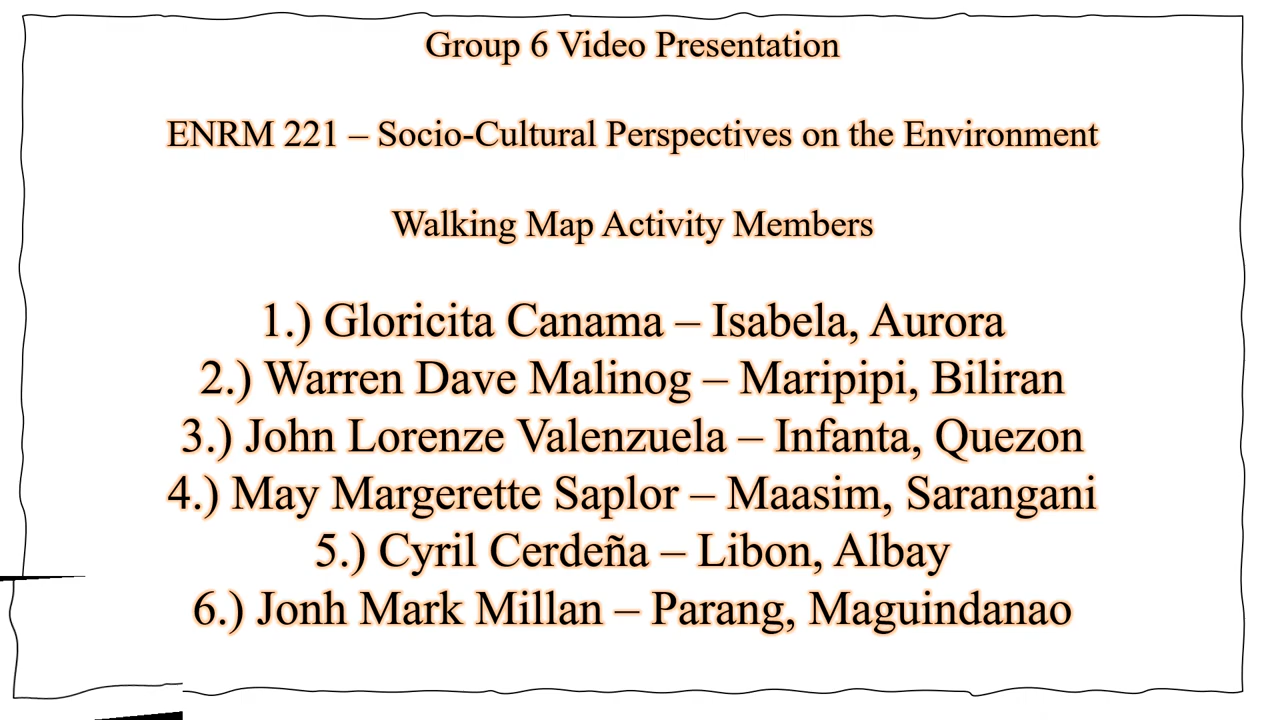 Group 6 Video Presentation
ENRM 221 – Socio-Cultural Perspectives on the Environment
Walking Map Activity Members
1.) Gloricita Canama – Isabela, Aurora
2.) Warren Dave Malinog – Maripipi, Biliran
3.) John Lorenze Valenzuela – Infanta, Quezon
4.) May Margerette Saplor – Maasim, Sarangani
5.) Cyril Cerdeña – Libon, Albay
6.) Jonh Mark Millan – Parang, Maguindanao